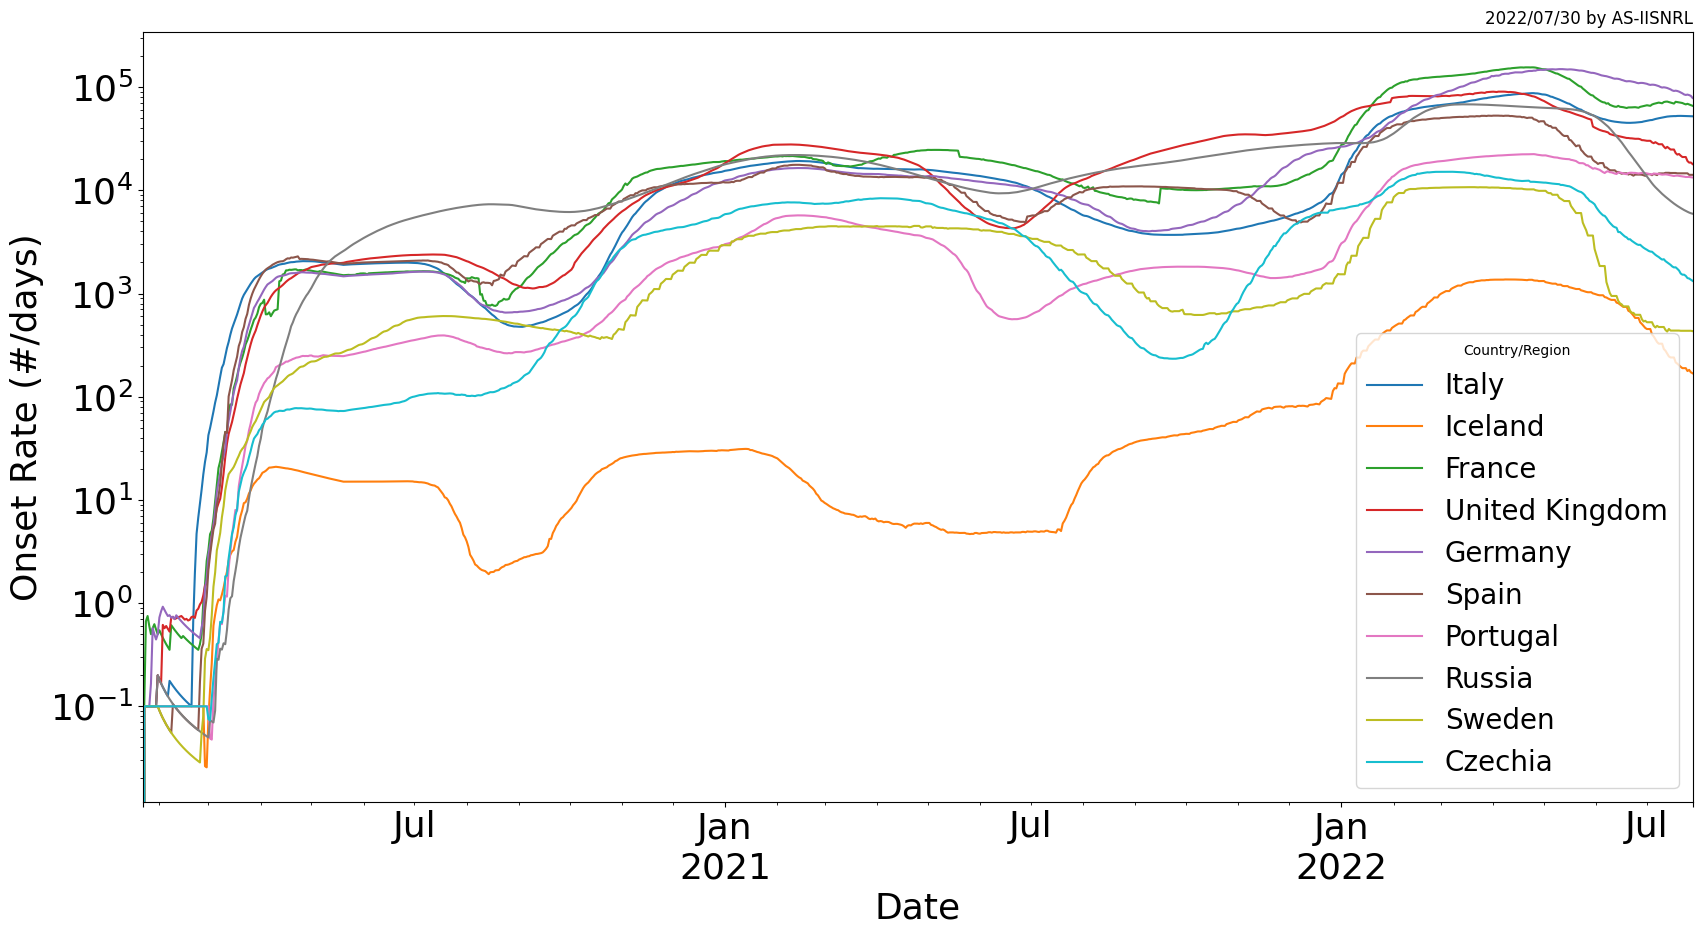 2022/07/30 by AS-IISNRL
Onset Rate (#/days)
10^5
10^4
10^3
10^2
10^1
10^0
10^−1
Country/Region
Italy
Iceland
France
United Kingdom
Germany
Spain
Portugal
Russia
Sweden
Czechia
Jul
Jan
2021
Jul
Jan
2022
Jul
Date